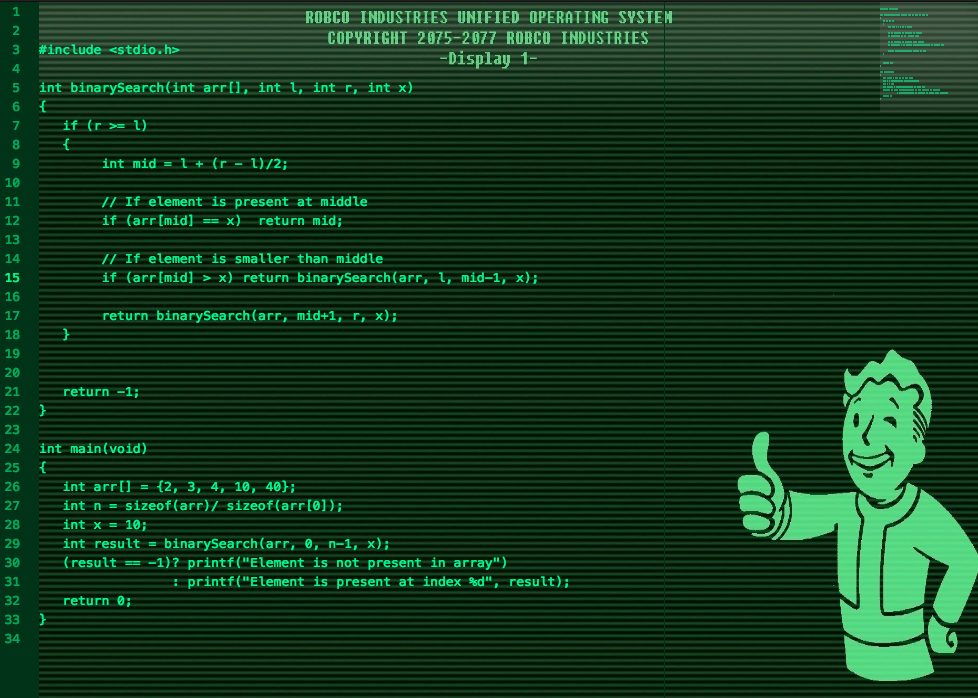 ROBCO INDUSTRIES UNIFIED OPERATING SYSTEM
COPYRIGHT 2075-2077 ROBCO INDUSTRIES
-Display 1-
1
2
3 #include <stdio.h>
4
5 int binarySearch(int arr[], int l, int r, int x)
6 {
7 if (r >= l)
8 {
9 int mid = l + (r - l)/2;
10
11 // If element is present at middle
12 if (arr[mid] == x)  return mid;
13
14 // If element is smaller than middle
15 if (arr[mid] > x) return binarySearch(arr, l, mid-1, x);
16
17 return binarySearch(arr, mid+1, r, x);
18 }
19
20
21 return -1;
22 }
23
24 int main(void)
25 {
26 int arr[] = {2, 3, 4, 10, 40};
27 int n = sizeof(arr)/ sizeof(arr[0]);
28 int x = 10;
29 int result = binarySearch(arr, 0, n-1, x);
30 (result == -1)? printf("Element is not present in array")
31 : printf("Element is present at index %d", result);
32 return 0;
33 }
34